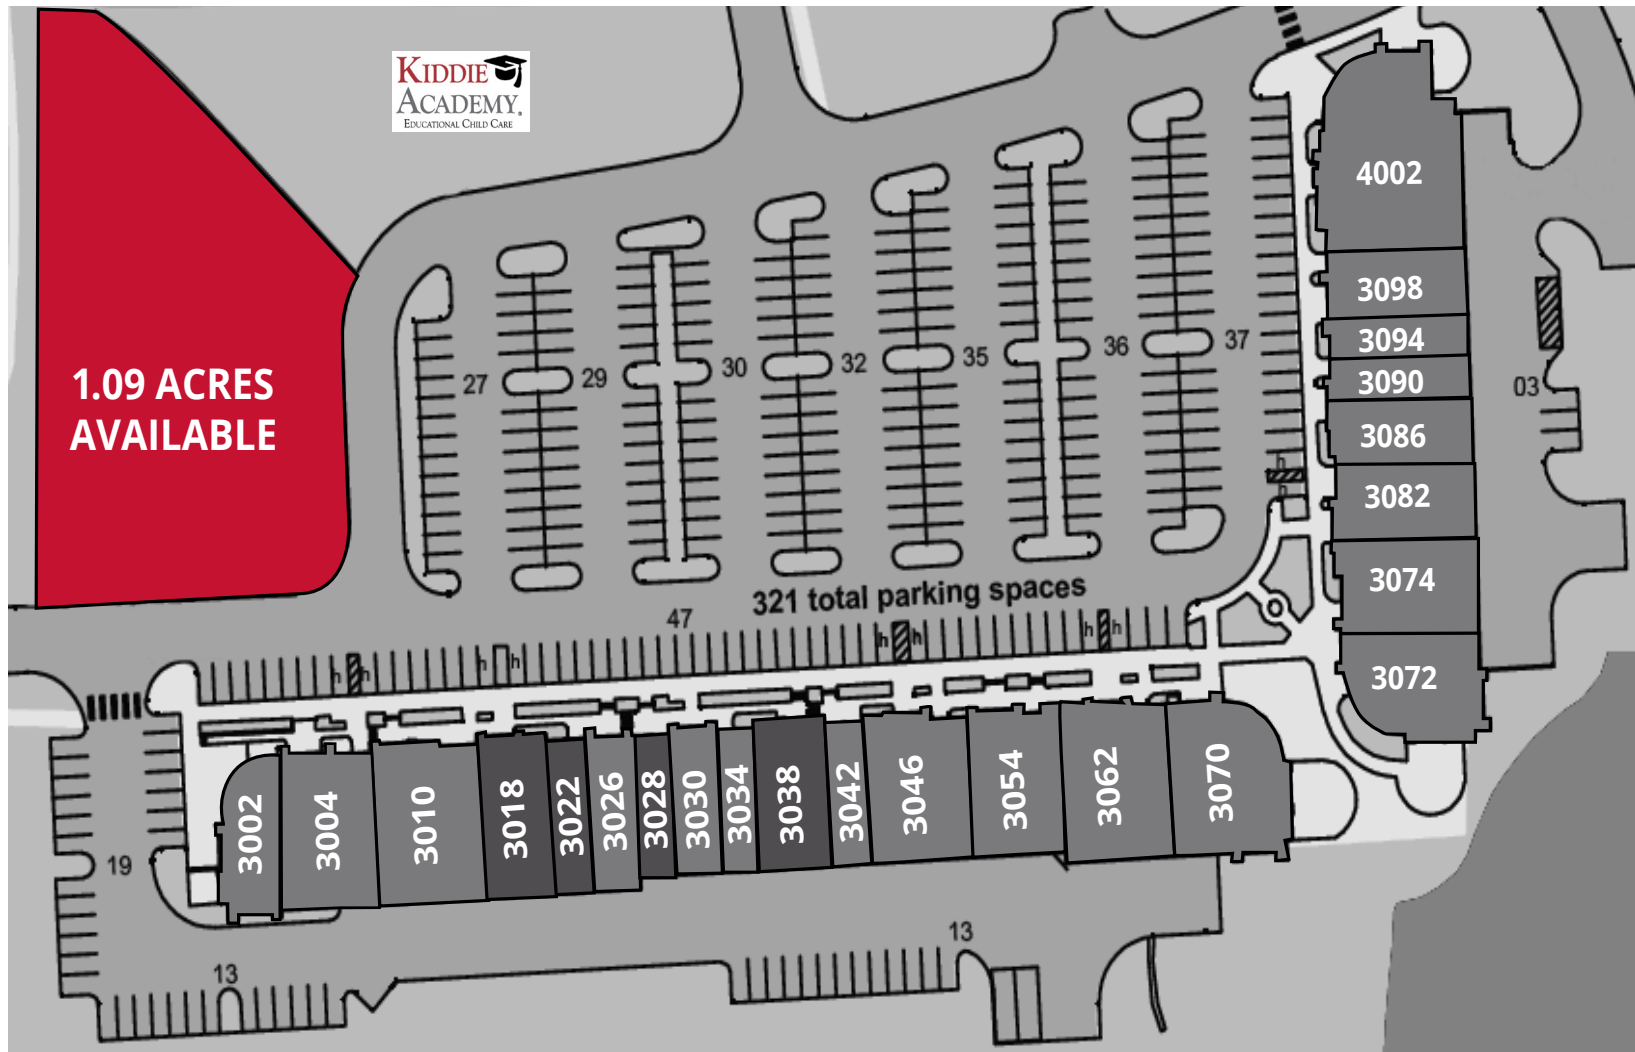 KIDDIE
ACADEMY®
EDUCATIONAL CHILD CARE
1.09 ACRES
AVAILABLE
27
29
30
32
35
36
37
03
4002
3098
3094
3090
3086
3082
3074
3072
h
h
321 total parking spaces
47
h
h
h
h
h
h
h
h
3002
3004
3010
3018
3022
3026
3028
3030
3034
3038
3042
3046
3054
3062
3070
19
13
13